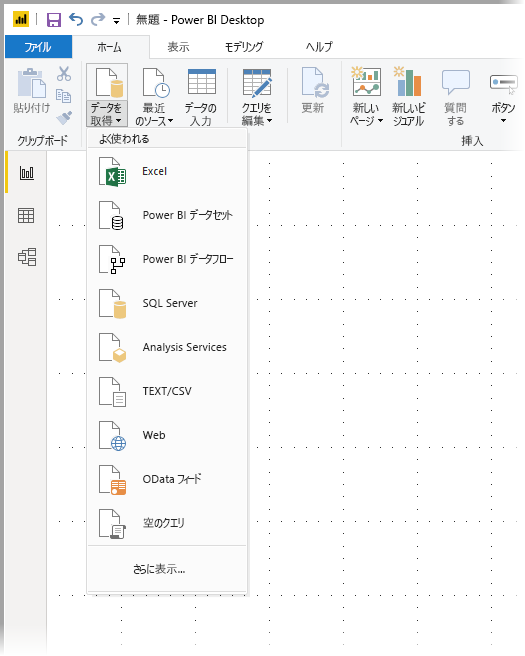 無題 - Power BI Desktop
ファイル ホーム 表示 モデリング ヘルプ
貼り付け
データを
取得
最近
のソース
データの
入力
クエリを
編集
更新
新しい
ページ
新しいビ
ジュアル
質問
する
ボタン
クリップボード
挿入
よく使われる
Excel
Power BI データセット
Power BI データフロー
SQL Server
Analysis Services
TEXT/CSV
Web
OData フィード
空のクエリ
さらに表示...